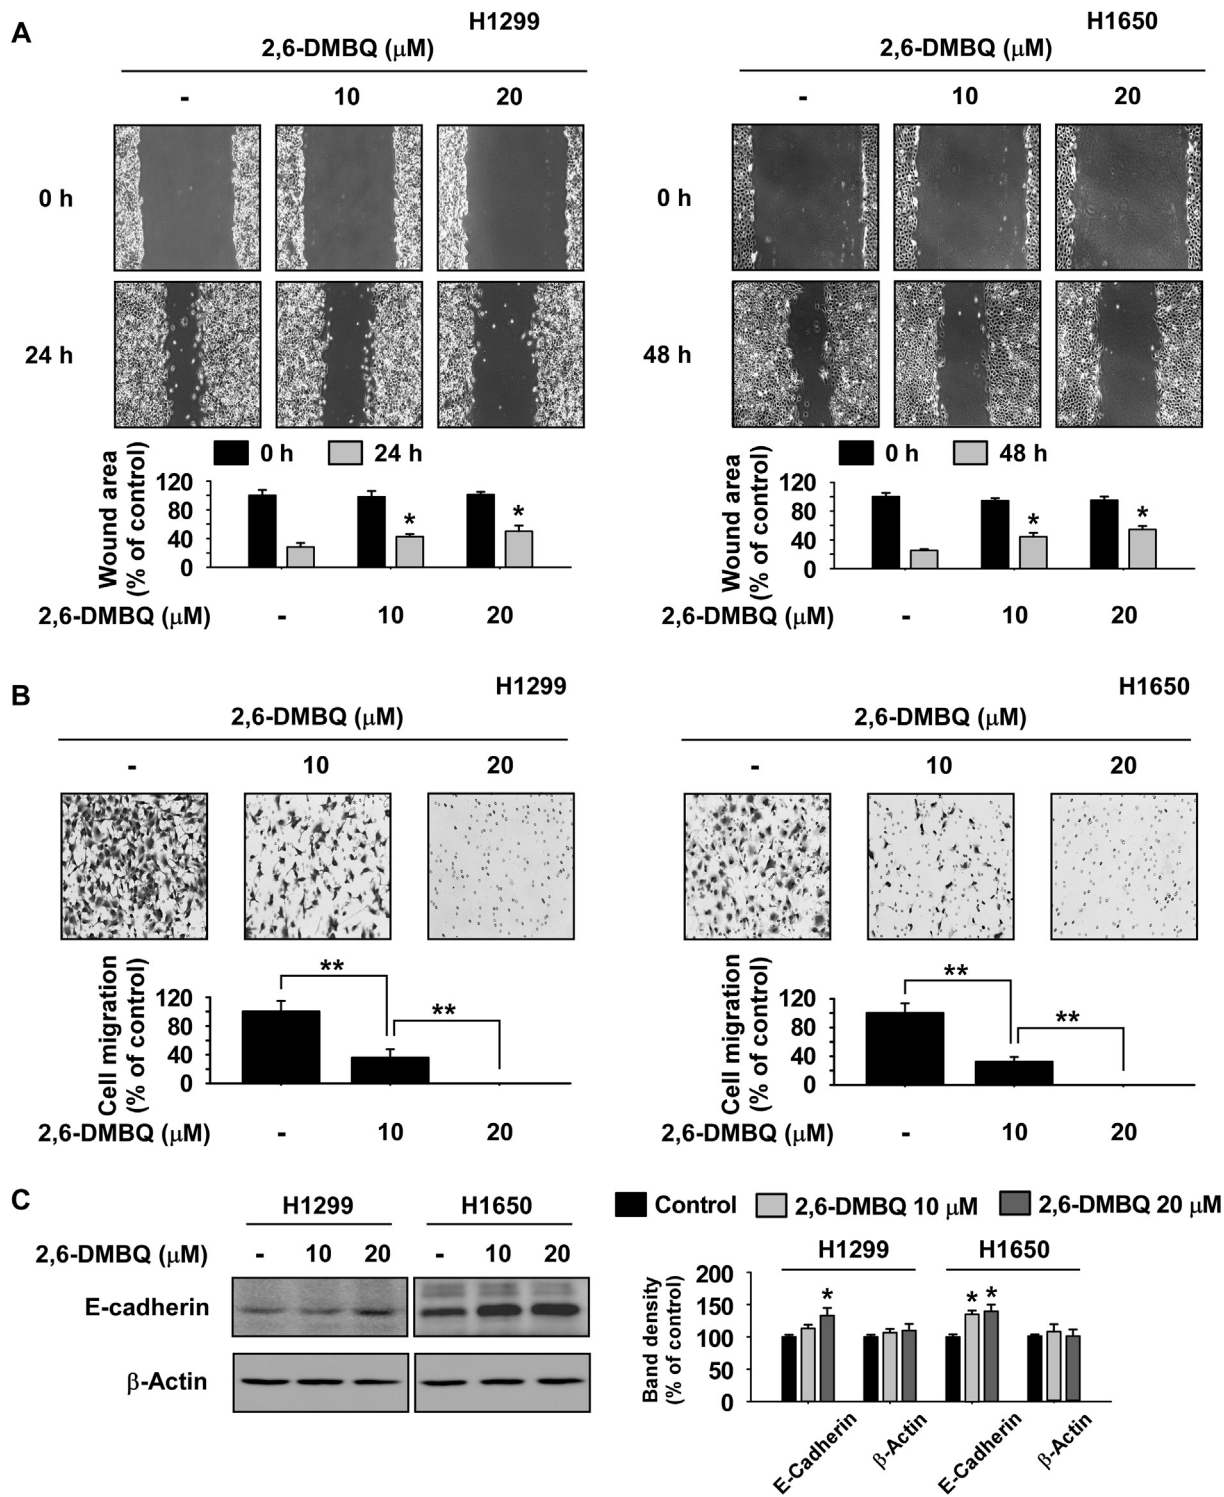 A
H1299
2,6-DMBQ (μM)
- 10 20
0 h
24 h
H1650
2,6-DMBQ (μM)
- 10 20
0 h
48 h
0 h 24 h
Wound area
(% of control)
120
80
40
0
* *
2,6-DMBQ (μM) - 10 20
0 h 48 h
Wound area
(% of control)
120
80
40
0
* *
2,6-DMBQ (μM) - 10 20
B
H1299
2,6-DMBQ (μM)
- 10 20
H1650
2,6-DMBQ (μM)
- 10 20
Cell migration
(% of control)
120
80
40
0
**
**
2,6-DMBQ (μM) - 10 20
Cell migration
(% of control)
120
80
40
0
**
**
2,6-DMBQ (μM) - 10 20
C
H1299 H1650
2,6-DMBQ (μM) - 10 20 - 10 20
E-cadherin
β-Actin
Control 2,6-DMBQ 10 μM 2,6-DMBQ 20 μM
H1299 H1650
Band density
(% of control)
200
150
100
50
0
* * *
E-Cadherin β-Actin E-Cadherin β-Actin